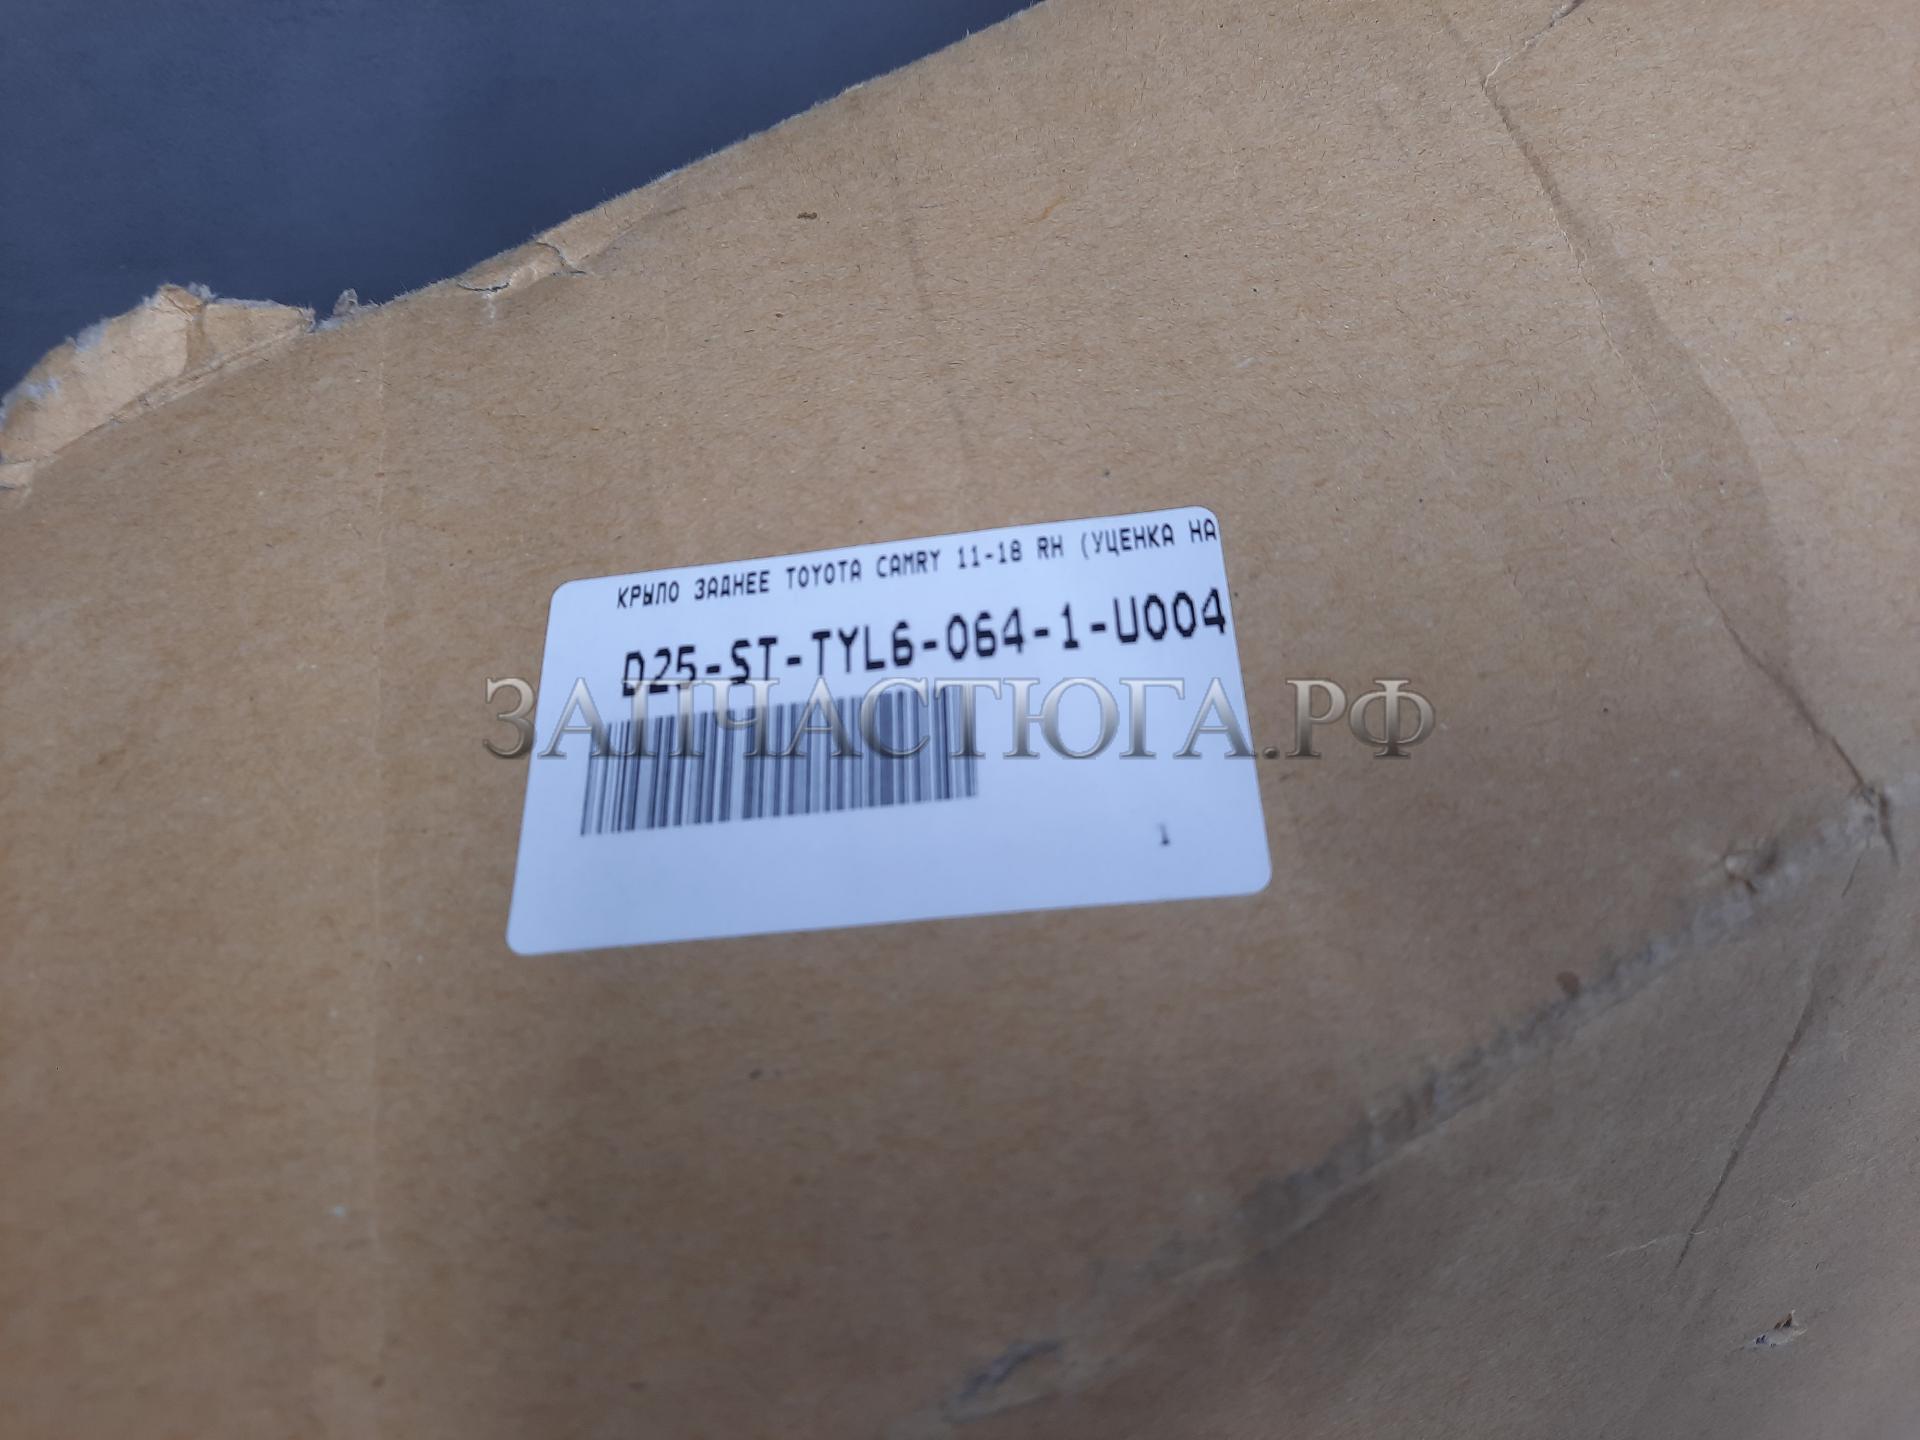 КРЫЛО ЗАДНЕЕ TOYOTA CAMRY 11-18 RH (УЦЕНКА НА
D25-ST-TYL6-064-1-U004
ЗАПЧАСТЮГА.РФ
1